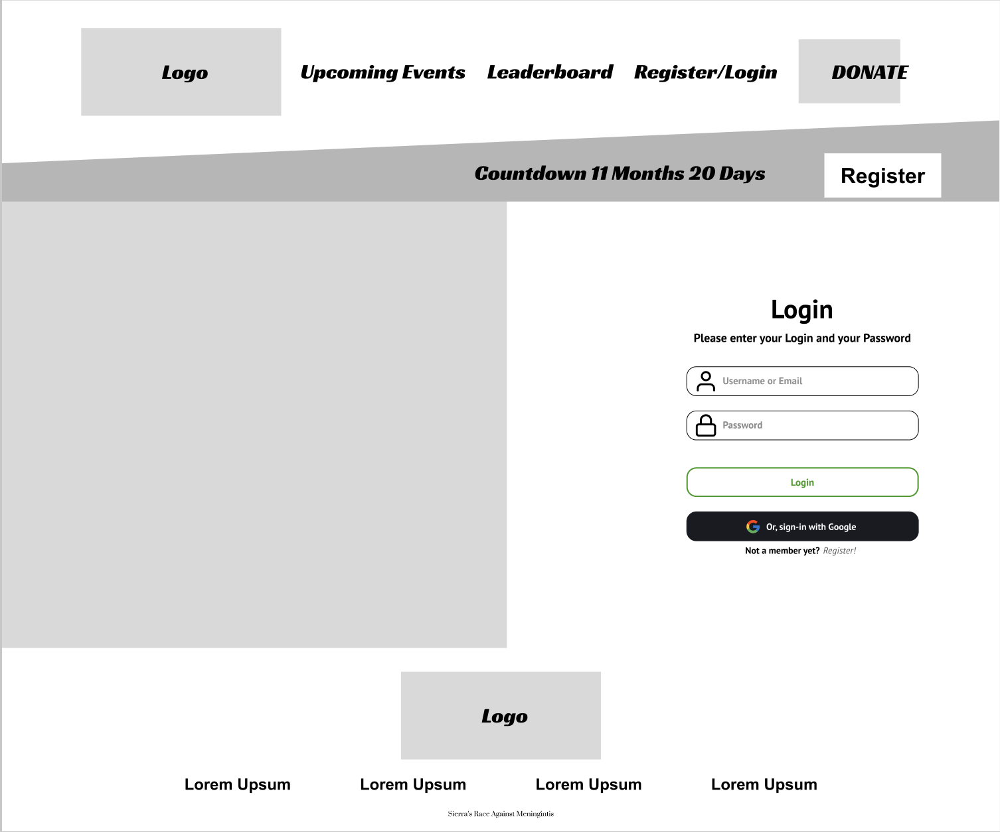 Logo
Upcoming Events
Leaderboard
Register/Login
DONATE
Countdown 11 Months 20 Days
Register
Login
Please enter your Login and your Password
Username or Email
Password
Login
Or, sign-in with Google
Not a member yet? Register!
Logo
Lorem Upsum
Lorem Upsum
Lorem Upsum
Lorem Upsum
Sierra's Race Against Meningintis